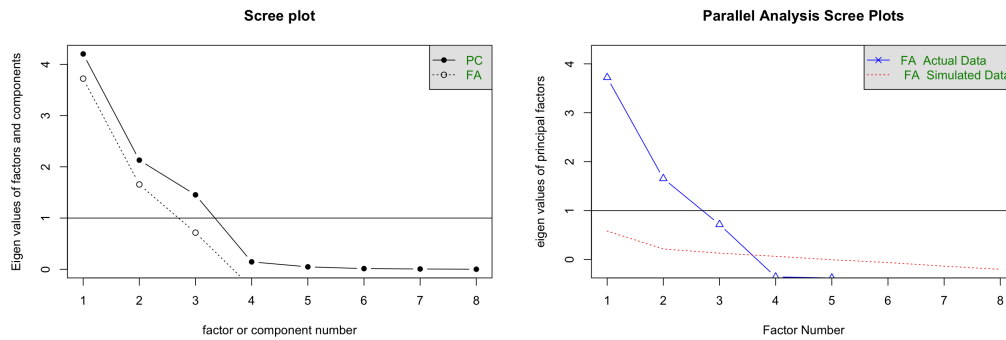 Scree plot
Eigen values of factors and components
4
3
2
1
0
PC
FA
1 2 3 4 5 6 7 8
factor or component number
Parallel Analysis Scree Plots
eigen values of principal factors
4
3
2
1
0
FA Actual Data
FA Simulated Data
1 2 3 4 5 6 7 8
Factor Number